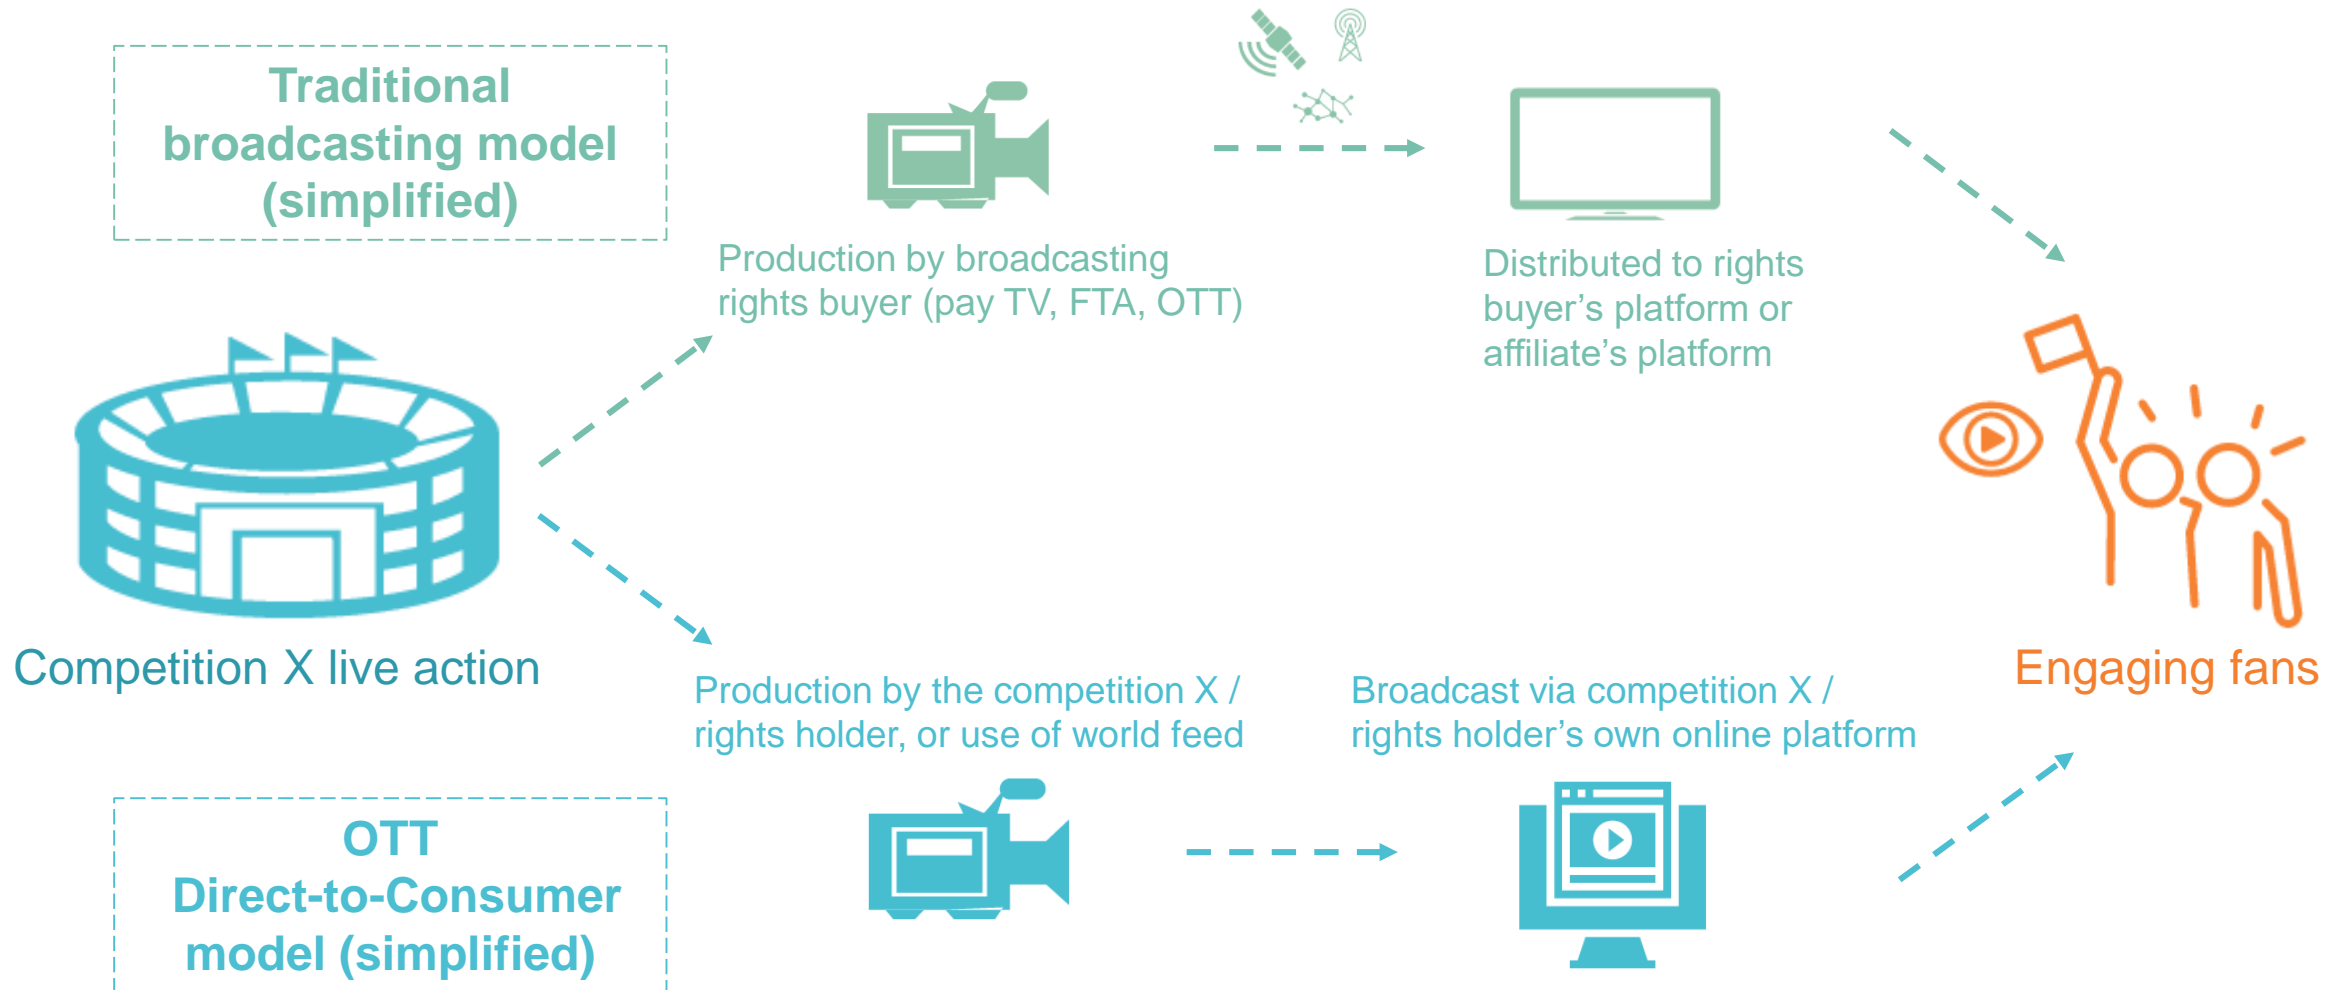 Traditional
broadcasting model
(simplified)
Production by broadcasting
rights buyer (pay TV, FTA, OTT)
Distributed to rights
buyer’s platform or
affiliate’s platform
Competition X live action
Engaging fans
Production by the competition X /
rights holder, or use of world feed
Broadcast via competition X /
rights holder’s own online platform
OTT
Direct-to-Consumer
model (simplified)